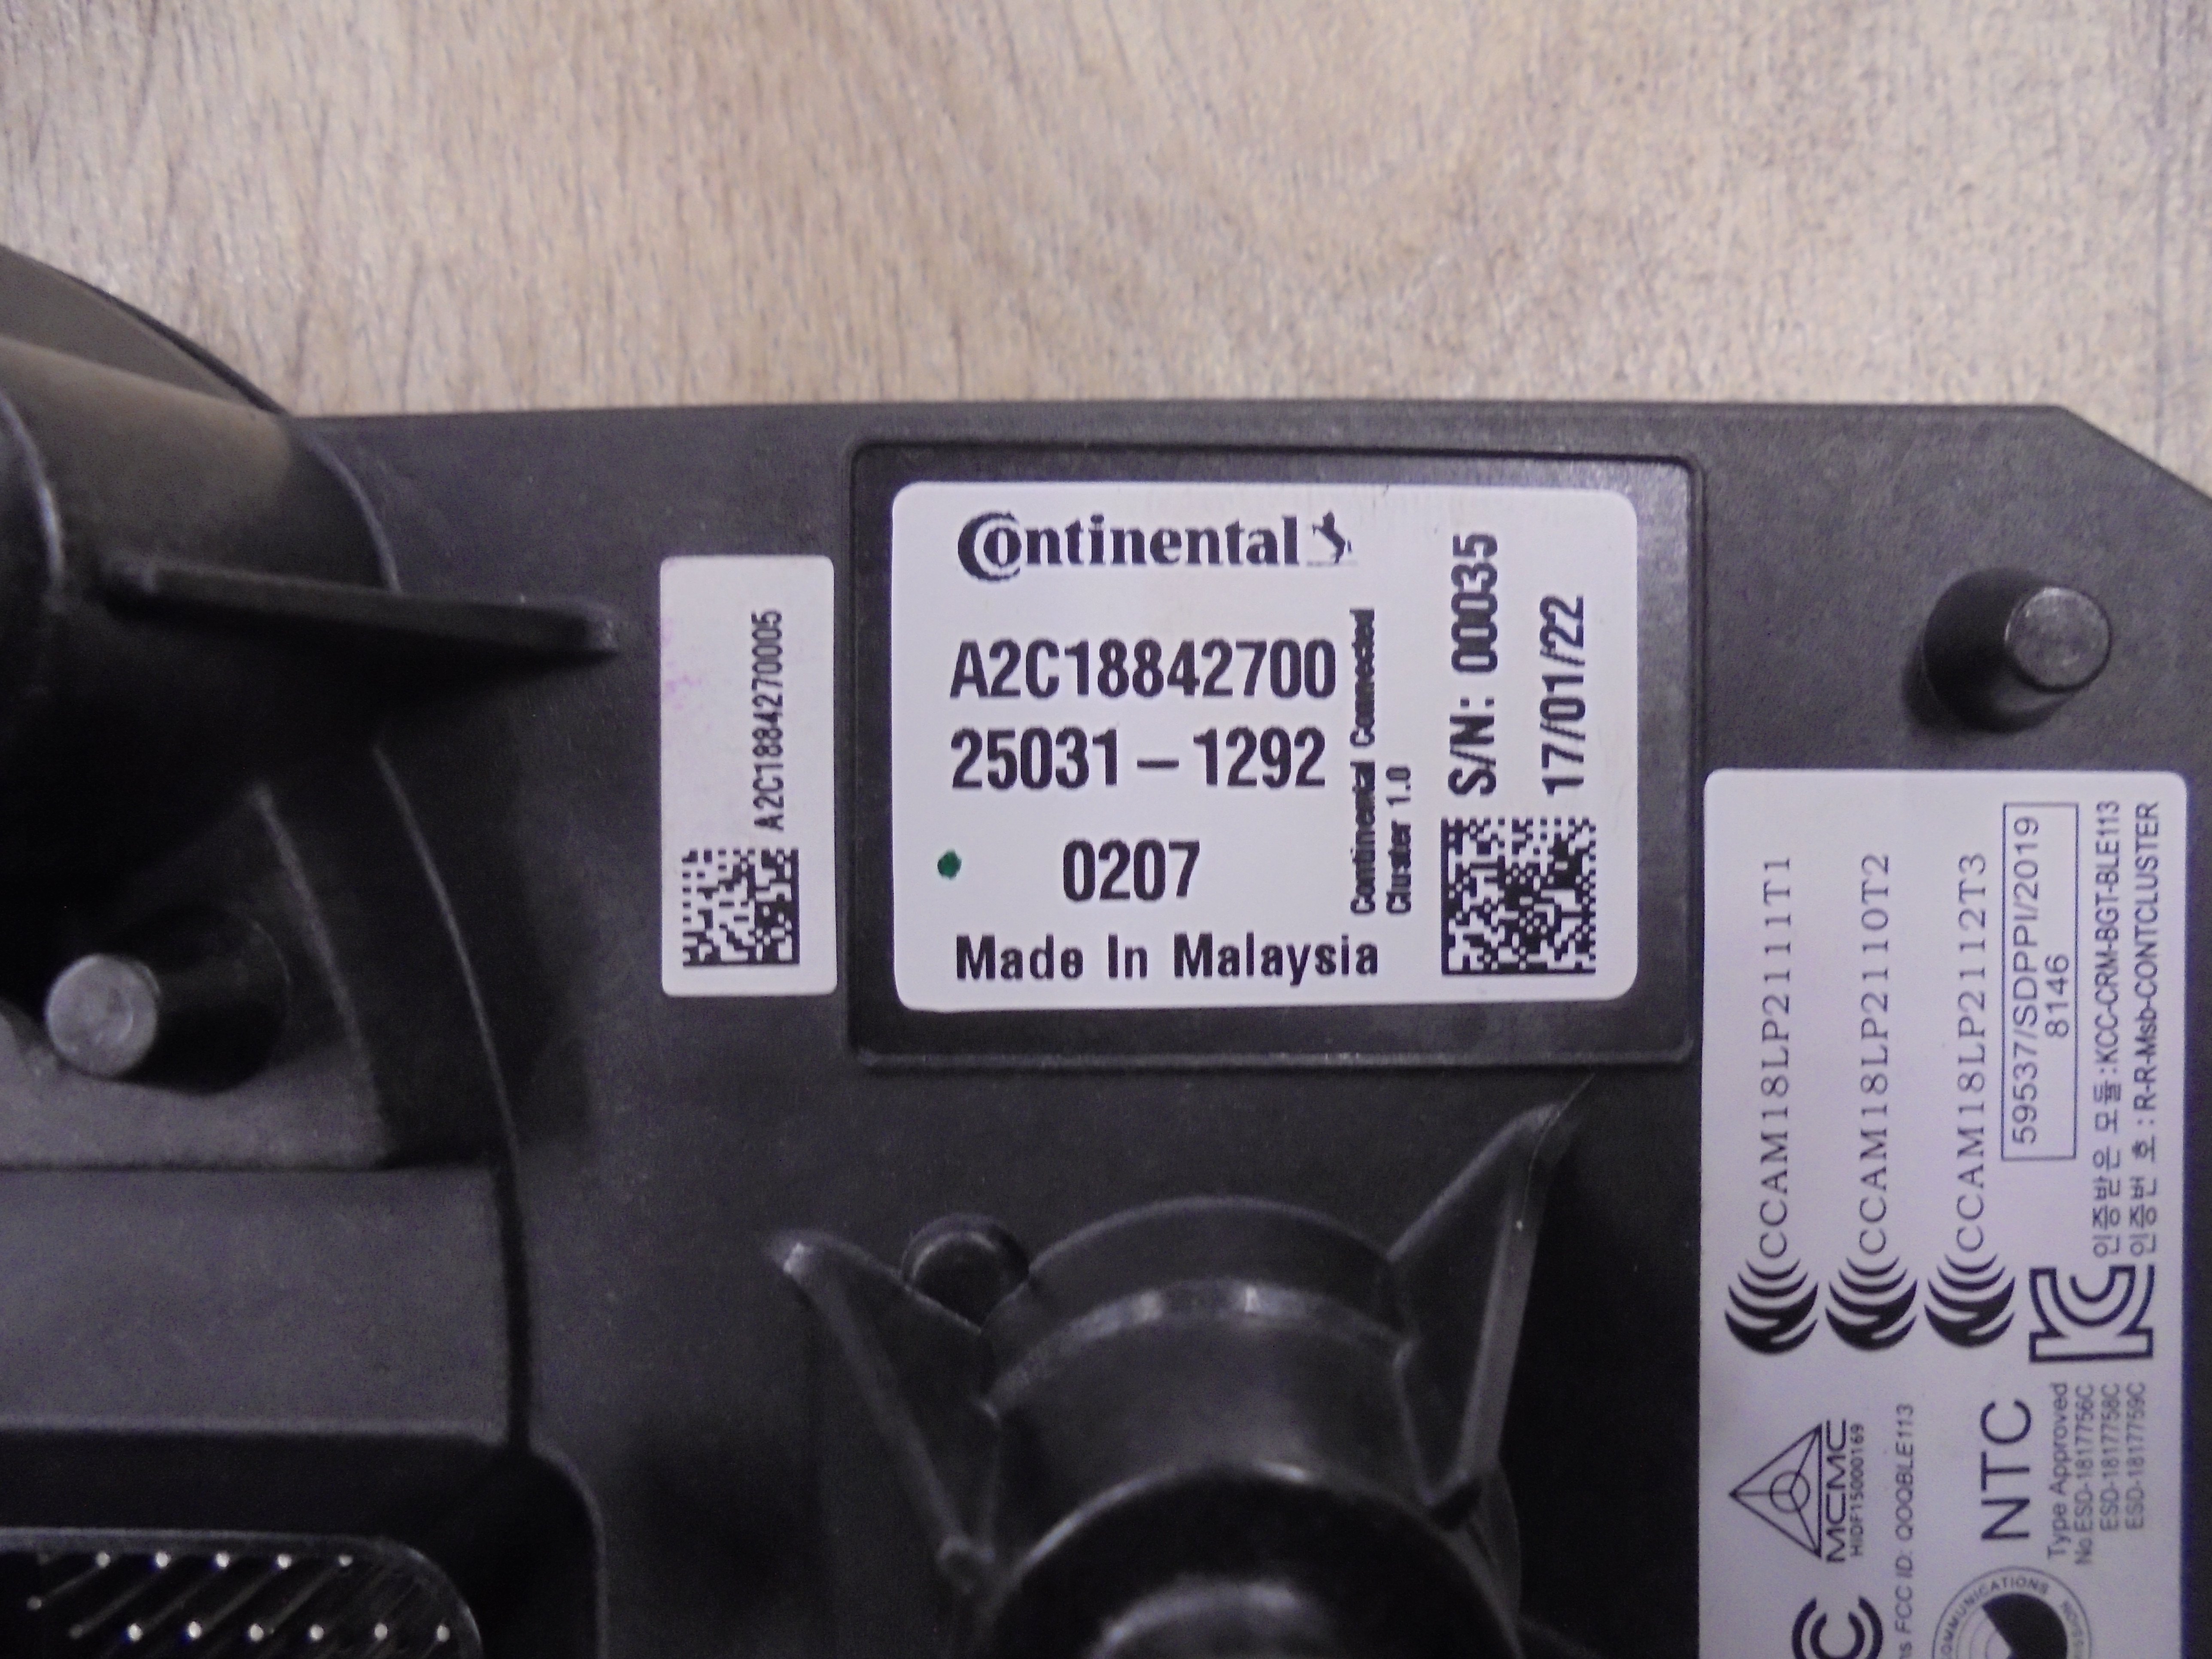 A2C1884270005
Continental
A2C18842700
25031-1292
0207
Made In Malaysia
Continental Connected
Cluster 1.0
S/N: 00035
17/01/22
CCAM18LP2111T1
CCAM18LP2110T2
CCAM18LP2112T3
59537/SDPPI/2019
8146
인증받은 모듈:KCC-CRM-BGT-BLE113
인증번 호 : R-R-Msb-CONTCLUSTER
MCMC
HIDF15000169
FCC ID: QOQBLE113
NTC
Type Approved
No ESD-1817756C
ESD-1817758C
ESD-1817759C